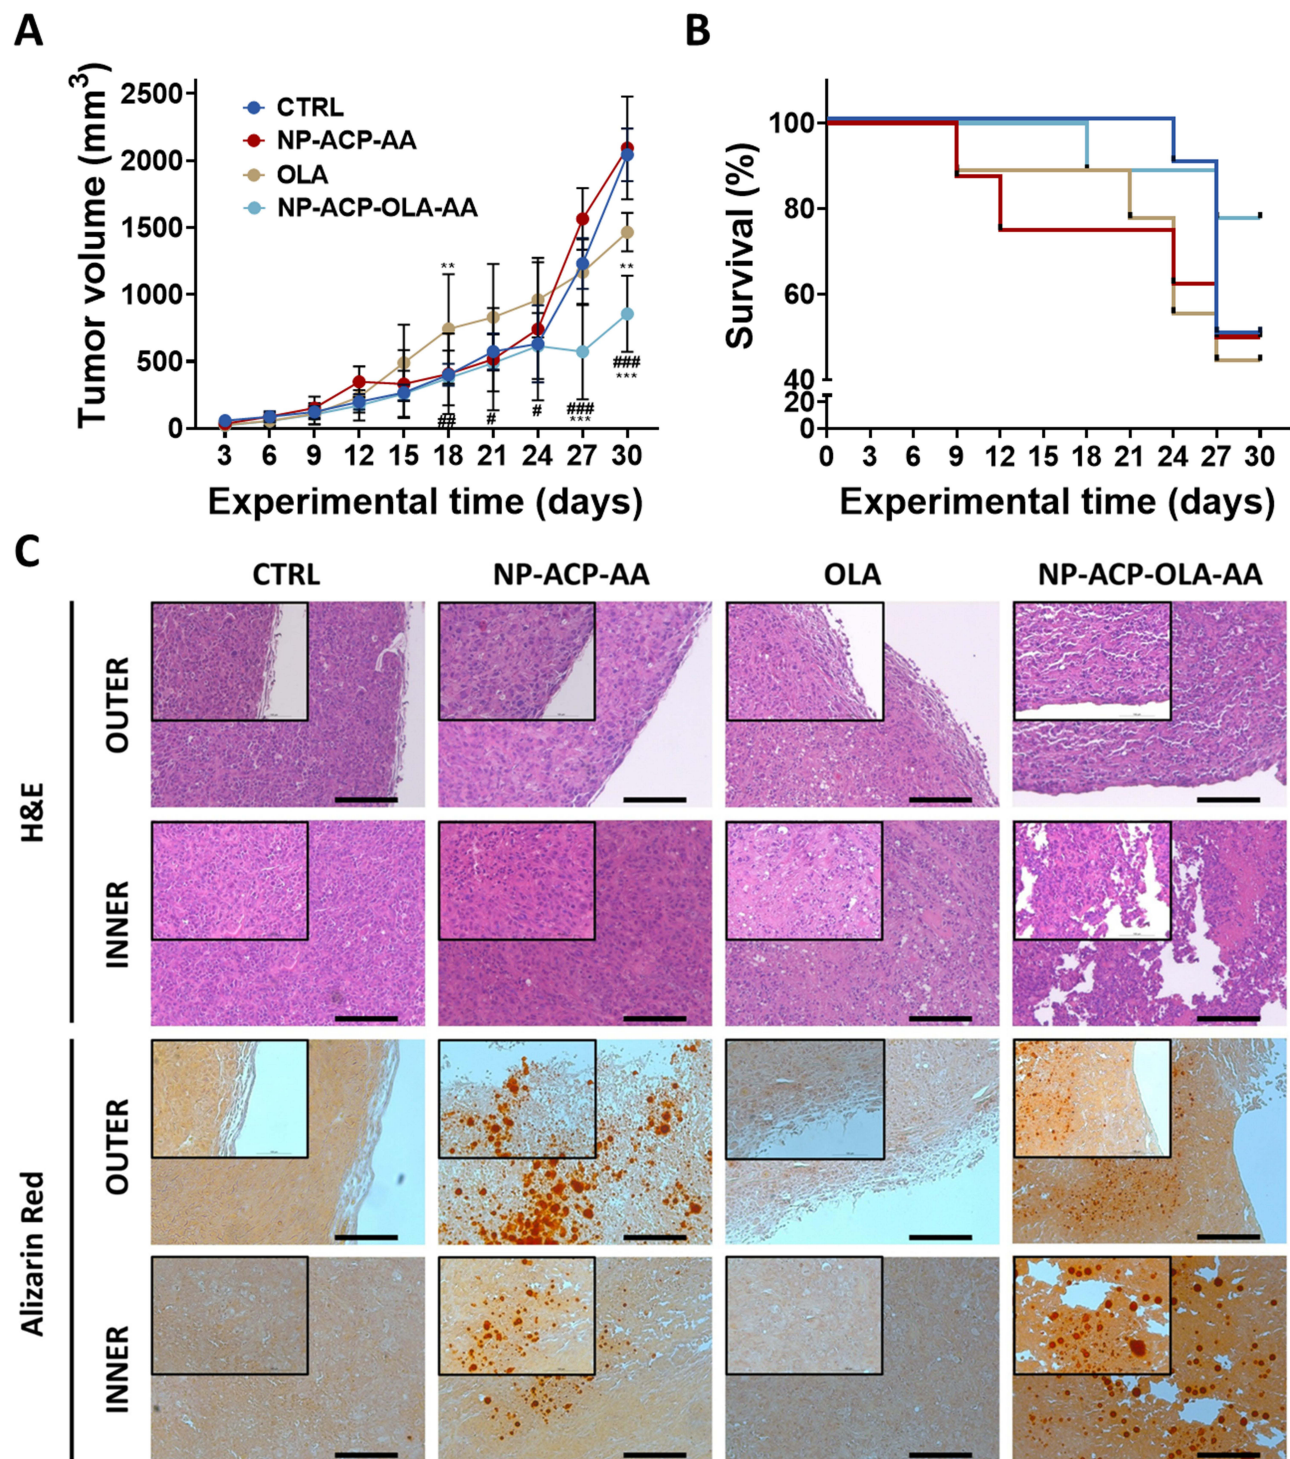 A
B
Tumor volume (mm³)
2500
2000
1500
1000
500
0
CTRL
NP-ACP-AA
OLA
NP-ACP-OLA-AA
**
**
## # # ### ***
### ***
3 6 9 12 15 18 21 24 27 30
Experimental time (days)
Survival (%)
100
80
60
40
20
0
0 3 6 9 12 15 18 21 24 27 30
Experimental time (days)
C
CTRL NP-ACP-AA OLA NP-ACP-OLA-AA
H&E
OUTER
INNER
Alizarin Red
OUTER
INNER